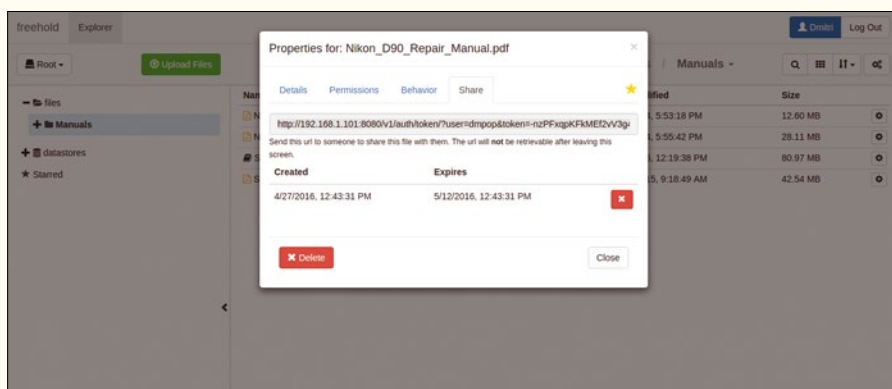 freehold Explorer Dmitri Log Out
Root Upload Files Manuals
Properties for: Nikon_D90_Repair_Manual.pdf
Details Permissions Behavior Share
http://192.168.1.101:8080/v1/auth/token/?user=dmpop&token=-nzPFxqpKFkMEf2vV3g4
Send this url to someone to share this file with them. The url will not be retrievable after leaving this
screen.
Created Expires
4/27/2016, 12:43:31 PM 5/12/2016, 12:43:31 PM
Delete Close
files
Manuals
datastores
Starred
Size
5:53:18 PM 12.60 MB
5:55:42 PM 28.11 MB
12:19:38 PM 80.97 MB
9:18:49 AM 42.54 MB